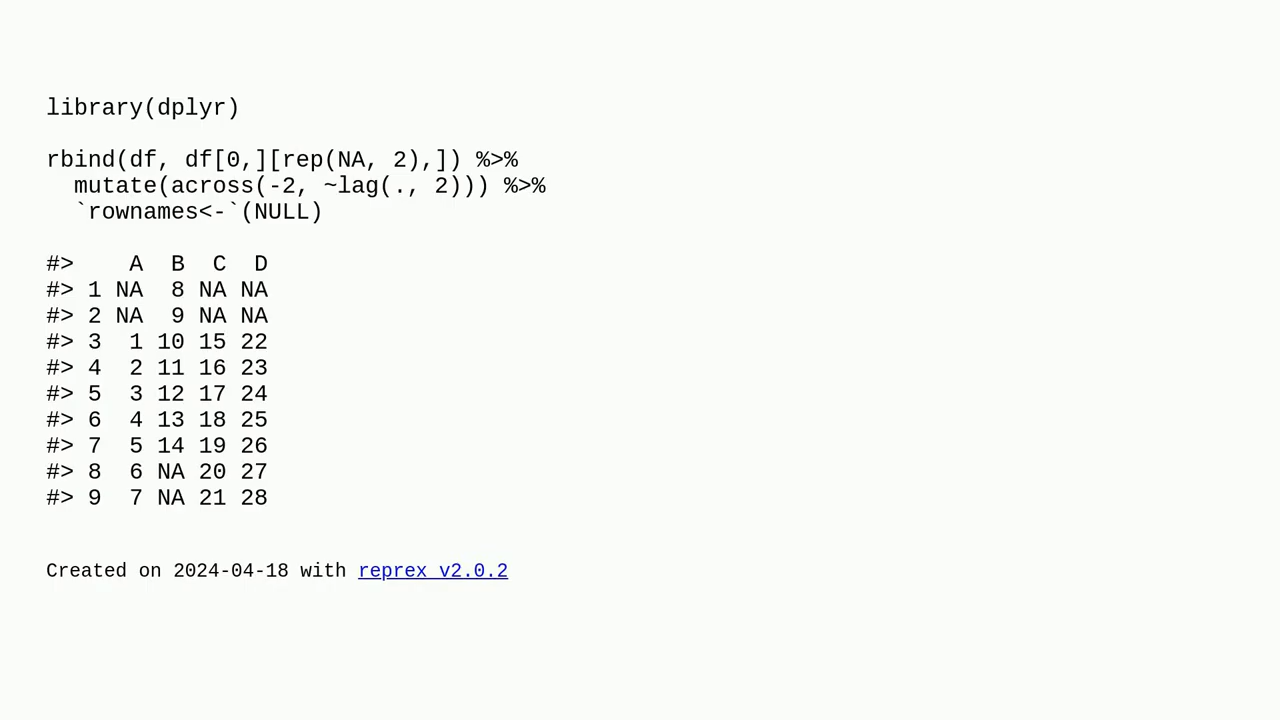 library(dplyr)

rbind(df, df[0,][rep(NA, 2),]) %>%
  mutate(across(-2, ~lag(., 2))) %>%
  `rownames<-`(NULL)

#>    A  B  C  D
#> 1 NA  8 NA NA
#> 2 NA  9 NA NA
#> 3  1 10 15 22
#> 4  2 11 16 23
#> 5  3 12 17 24
#> 6  4 13 18 25
#> 7  5 14 19 26
#> 8  6 NA 20 27
#> 9  7 NA 21 28

Created on 2024-04-18 with reprex v2.0.2